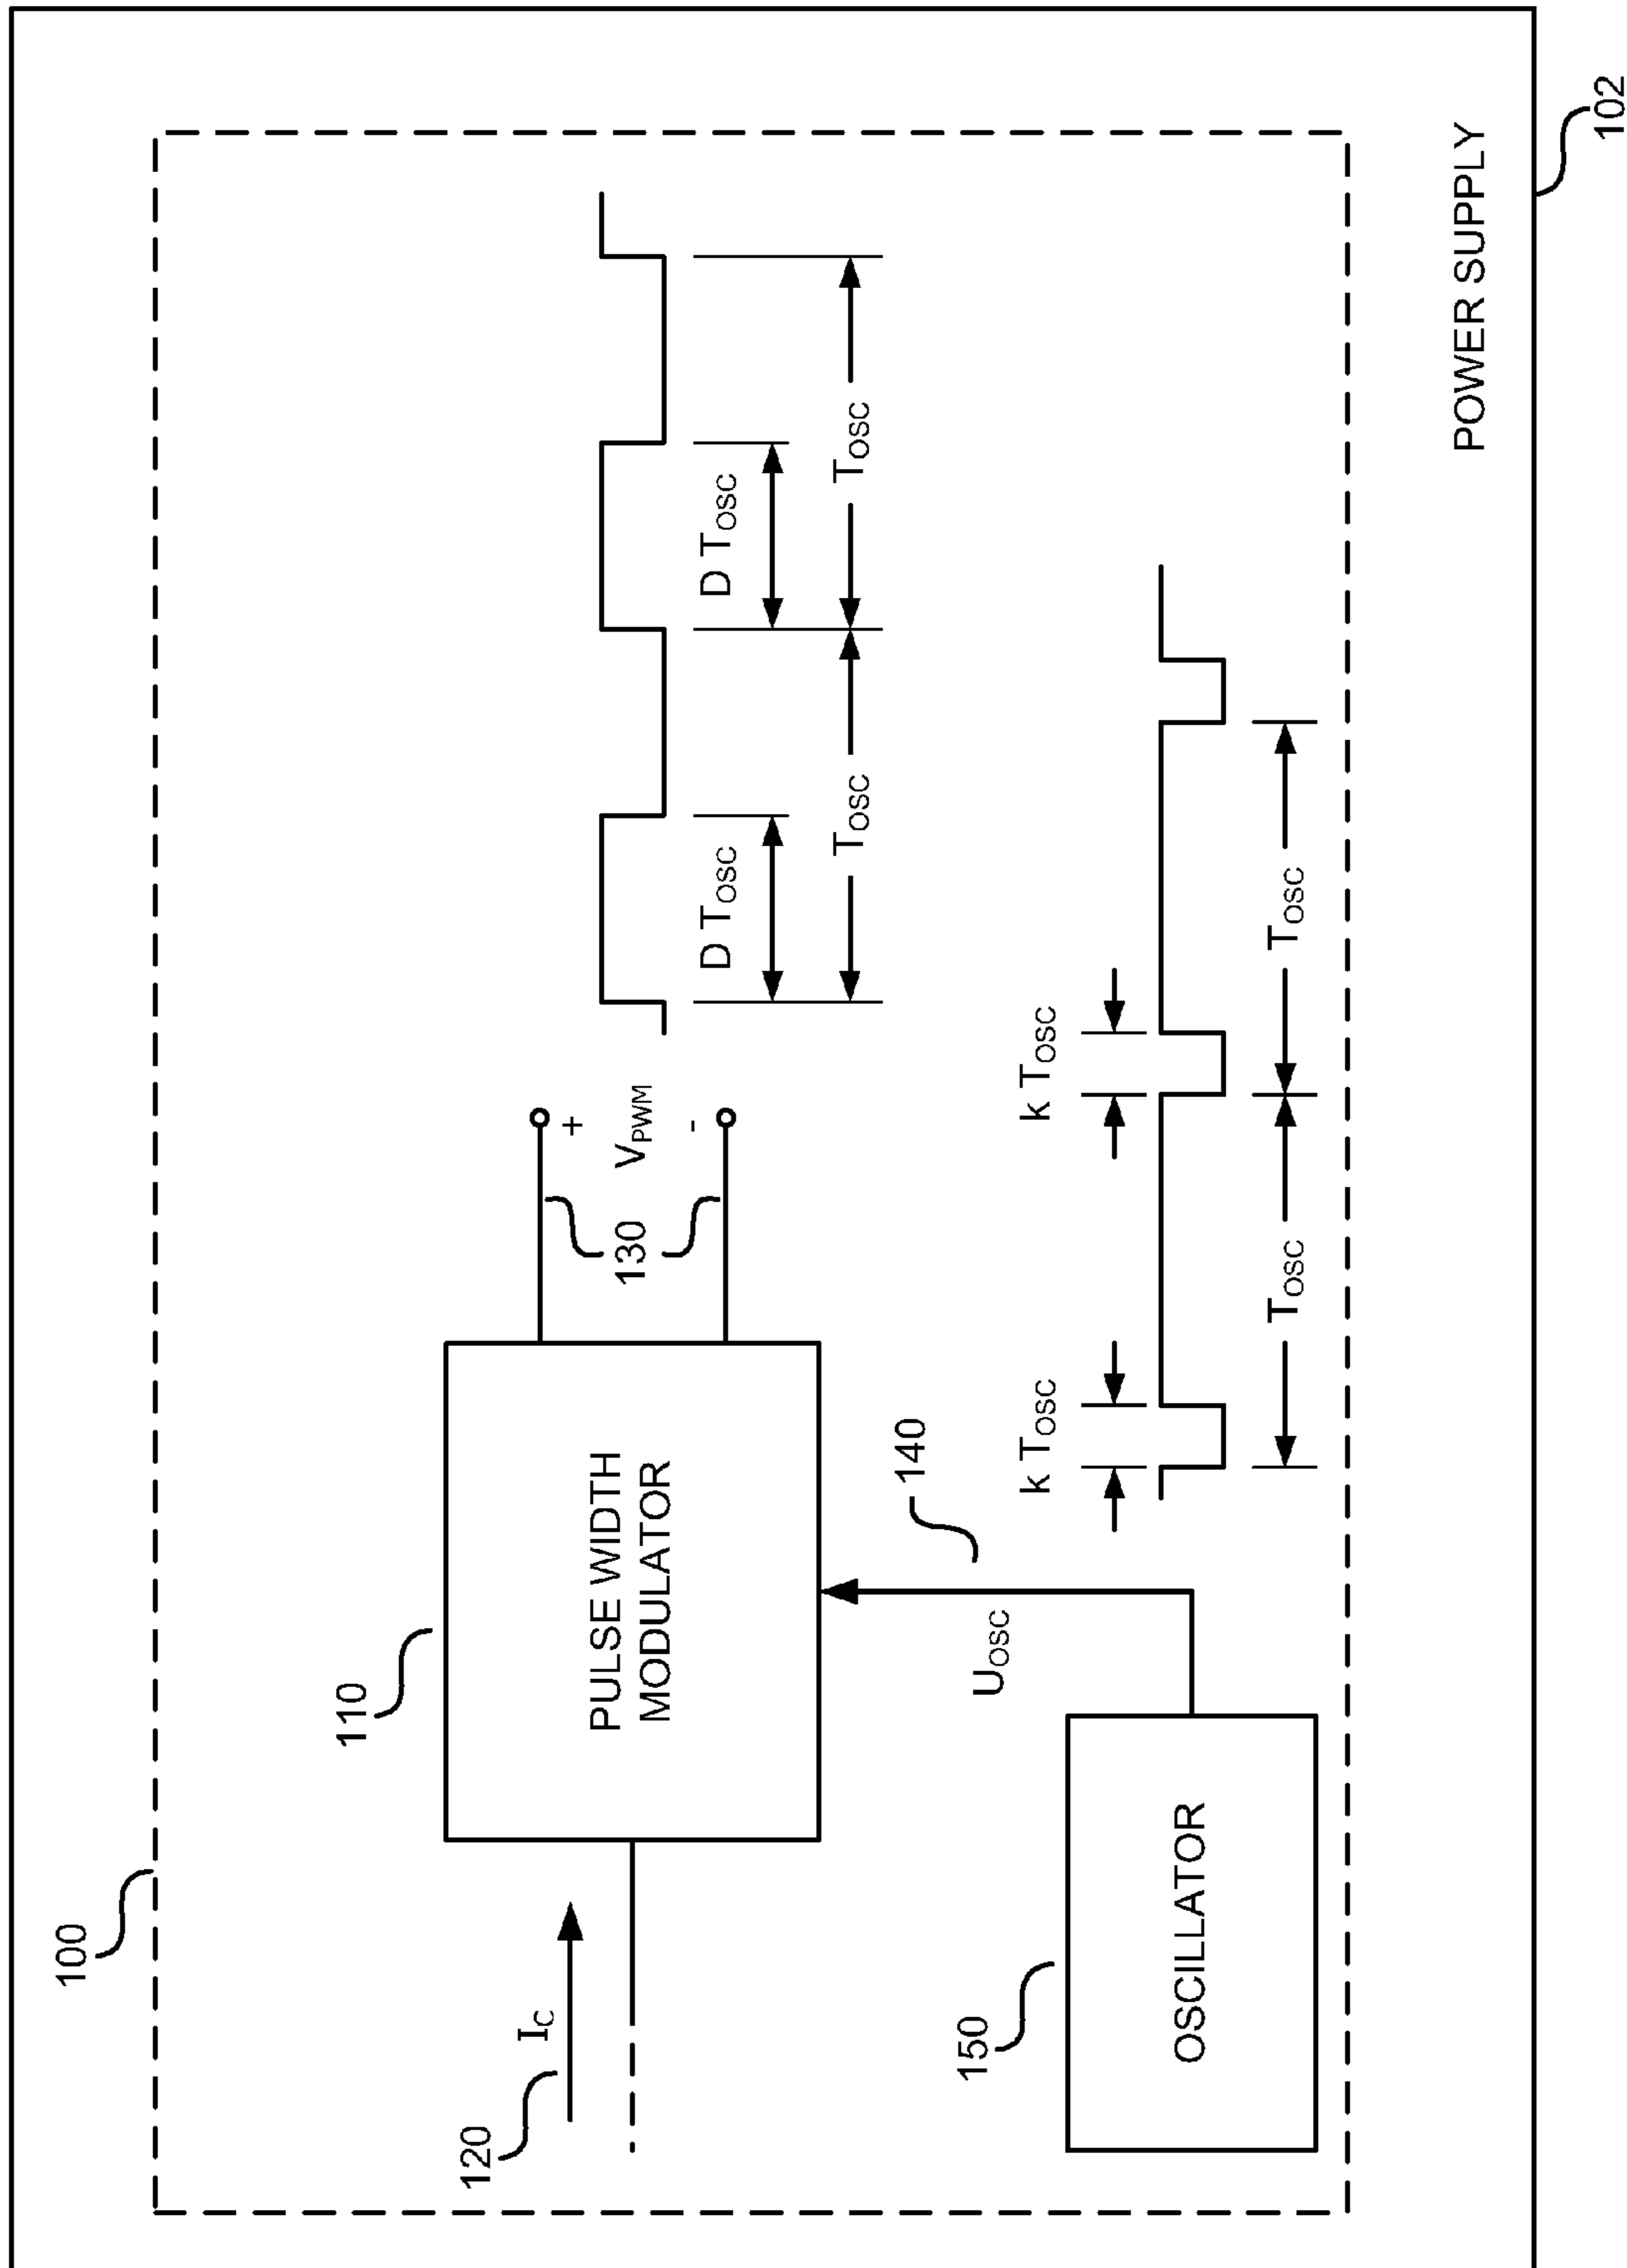 100
110
120
I_C
PULSE WIDTH
MODULATOR
+
130
V_PWM
-
D T_OSC
D T_OSC
T_OSC
T_OSC
140
U_OSC
150
OSCILLATOR
k T_OSC
k T_OSC
T_OSC
T_OSC
POWER SUPPLY
102